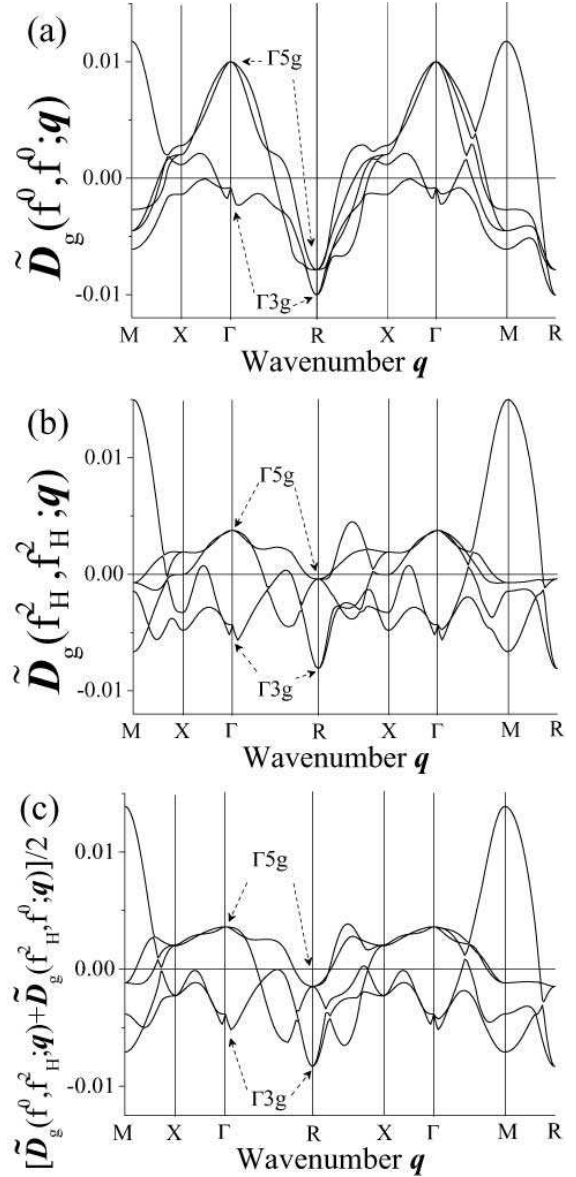 (a)
D̃g(f⁰,f⁰;q)
0.01
0.00
-0.01
Γ5g
Γ3g
M X Γ R X Γ M R
Wavenumber q
(b)
D̃g(f²H,f²H;q)
0.01
0.00
-0.01
Γ5g
Γ3g
M X Γ R X Γ M R
Wavenumber q
(c)
[D̃g(f⁰,f²H;q)+D̃g(f²H,f⁰;q)]/2
0.01
0.00
-0.01
Γ5g
Γ3g
M X Γ R X Γ M R
Wavenumber q